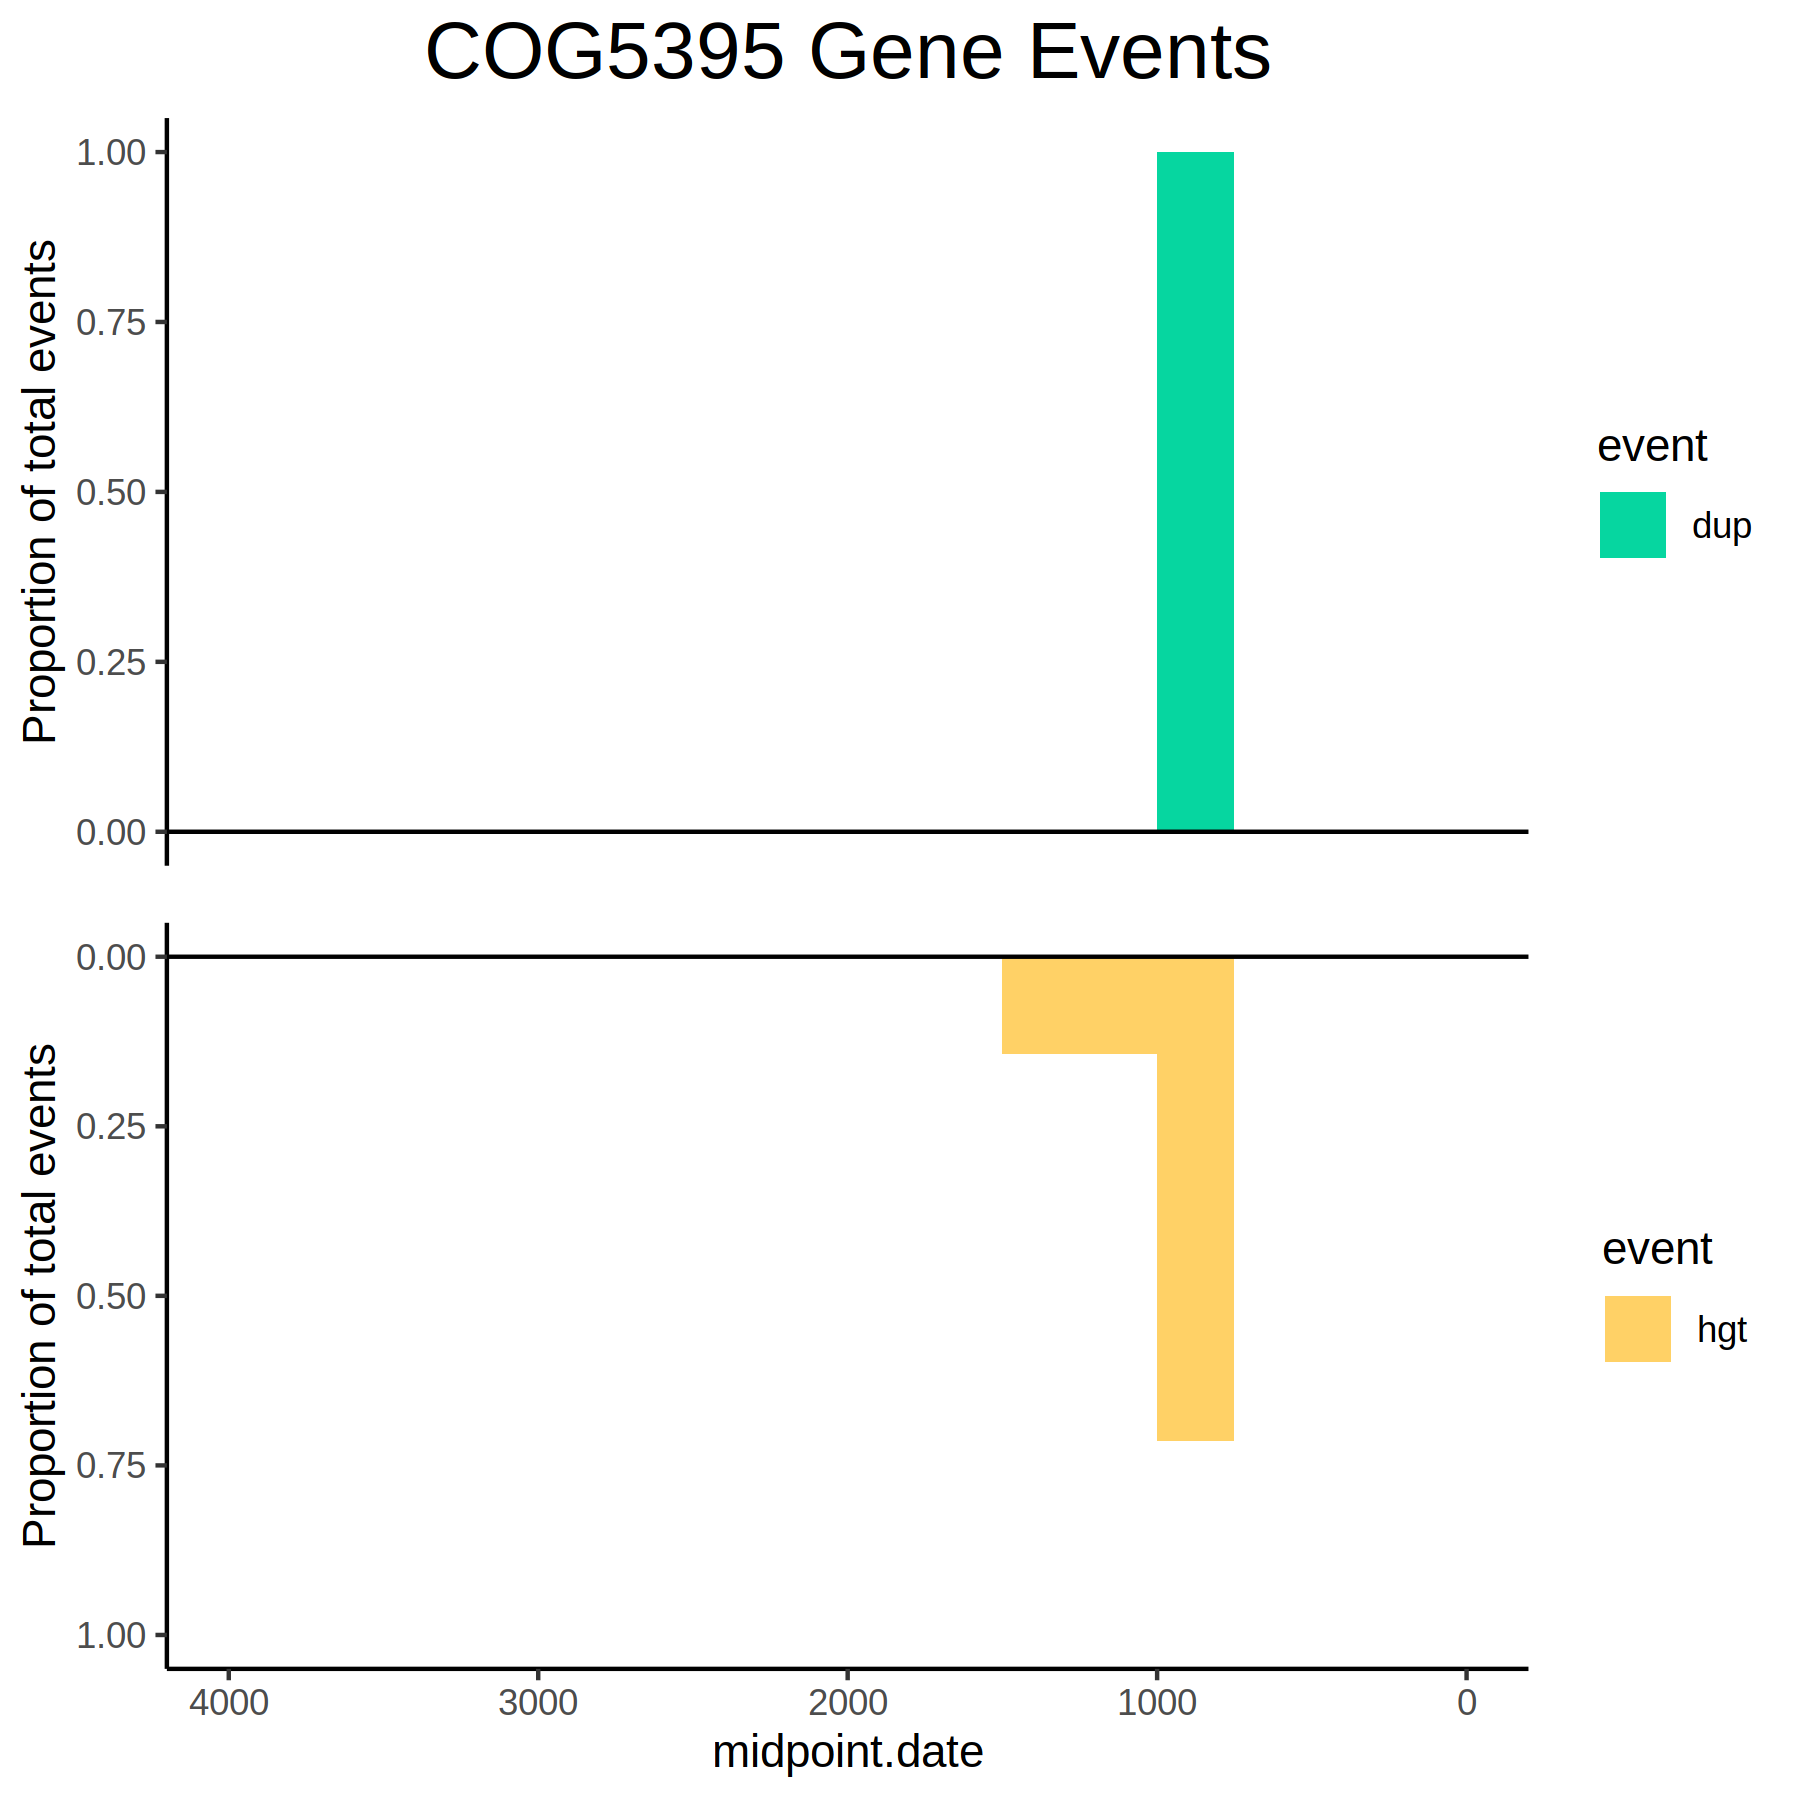 COG5395 Gene Events
Proportion of total events
1.00
0.75
0.50
0.25
0.00
event
dup
Proportion of total events
0.00
0.25
0.50
0.75
1.00
event
hgt
4000 3000 2000 1000 0
midpoint.date